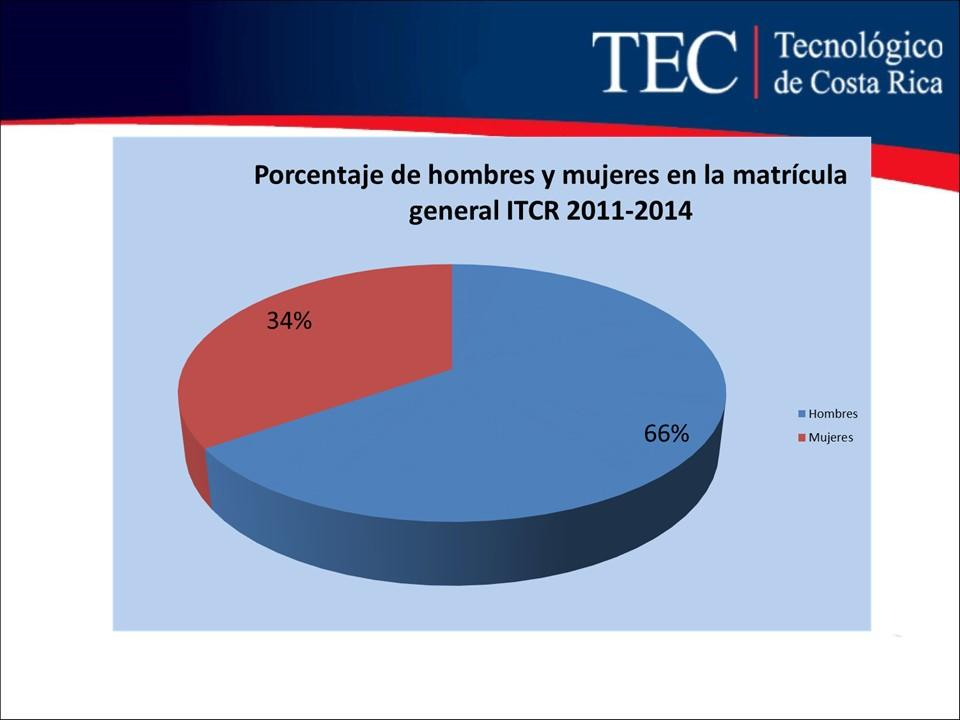 TEC
Tecnológico
de Costa Rica
Porcentaje de hombres y mujeres en la matrícula
general ITCR 2011-2014
34%
66%
Hombres
Mujeres